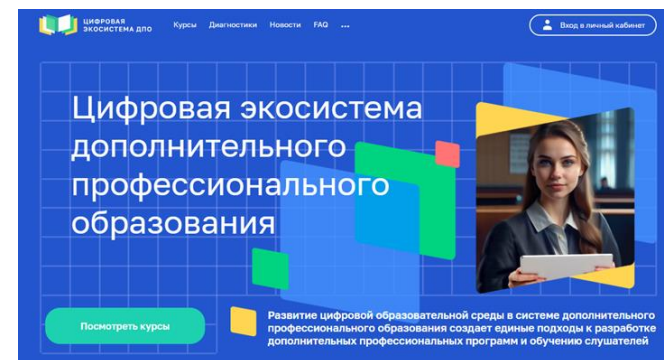 ЦИФРОВАЯ
ЭКОСИСТЕМА ДПО
Курсы Диагностики Новости FAQ ...
Вход в личный кабинет
Цифровая экосистема
дополнительного
профессионального
образования
Посмотреть курсы
Развитие цифровой образовательной среды в системе дополнительного
профессионального образования создает единые подходы к разработке
дополнительных профессиональных программ и обучению слушателей